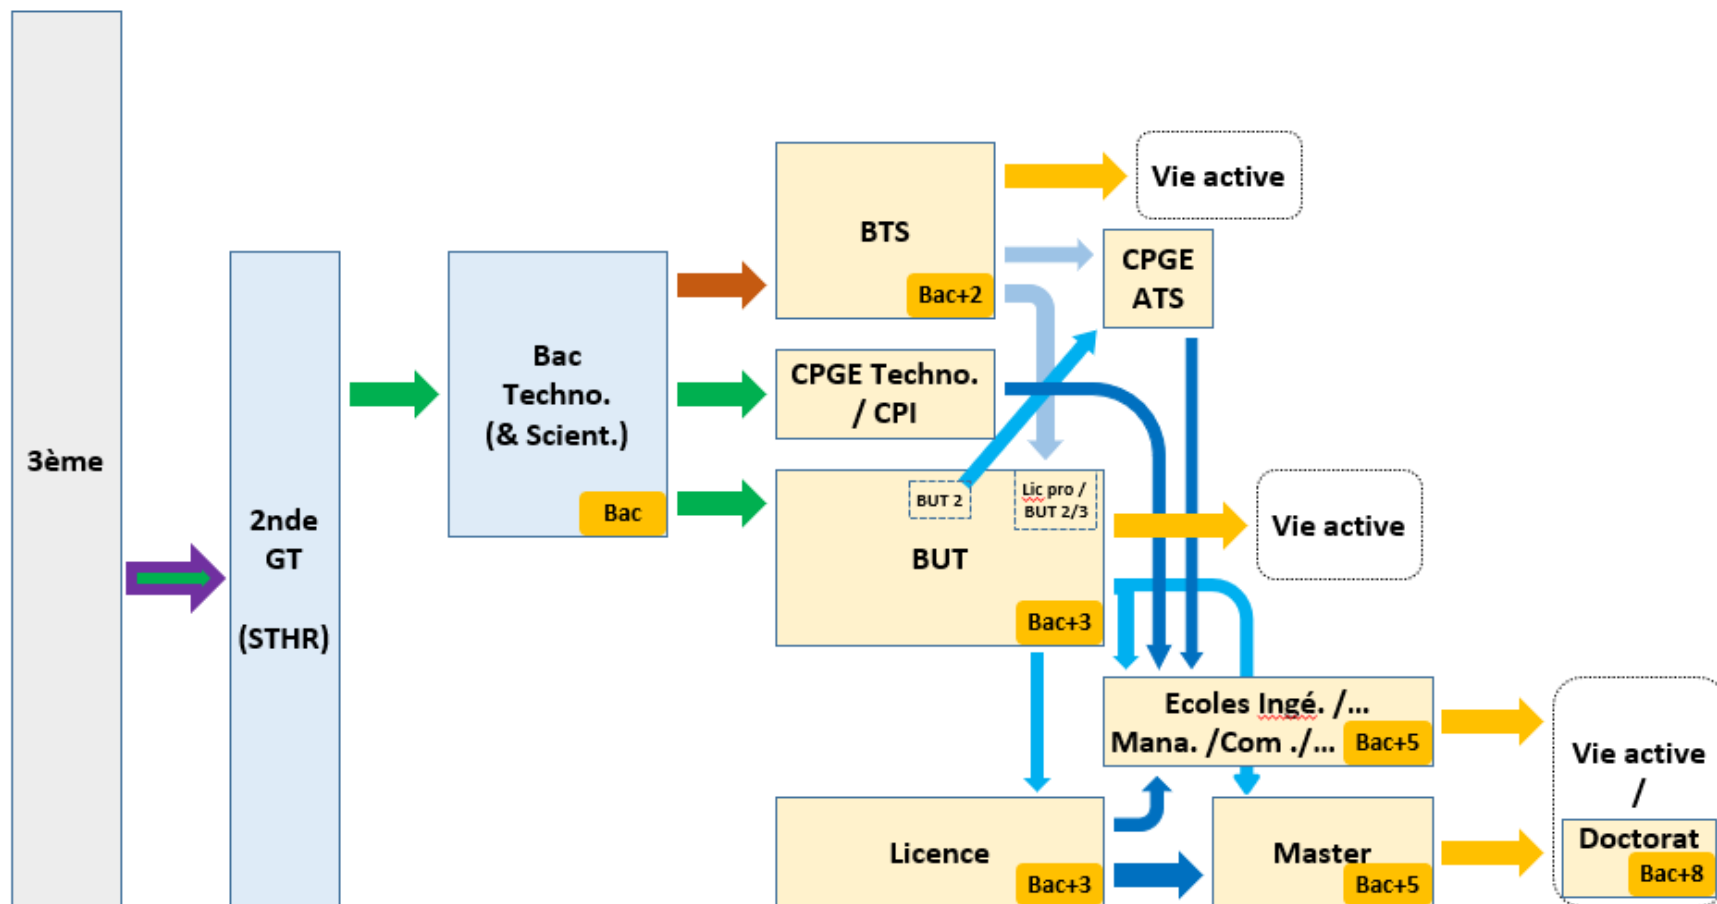 3ème
2nde
GT
(STHR)
Bac
Techno.
(& Scient.)
Bac
BTS
Bac+2
CPGE Techno.
/ CPI
BUT 2
Lic pro /
BUT 2/3
BUT
Bac+3
Licence
Bac+3
Vie active
CPGE
ATS
Vie active
Ecoles Ingé. /...
Mana. /Com ./...
Bac+5
Master
Bac+5
Vie active
/
Doctorat
Bac+8